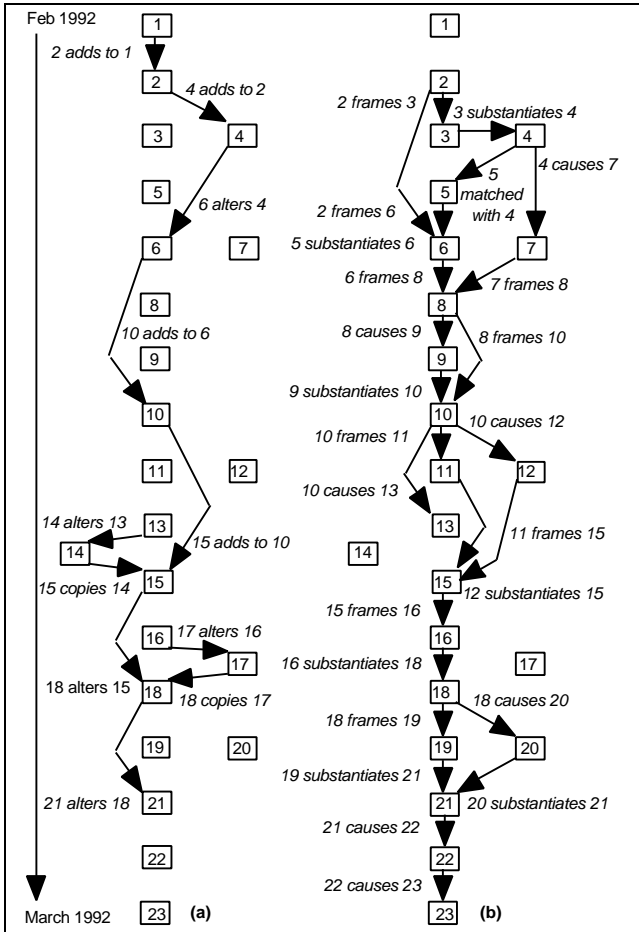 Feb 1992
1
2 adds to 1
2
4 adds to 2
3
4
5
6 alters 4
6
7
8
10 adds to 6
9
10
11
12
14 alters 13
13
14
15 adds to 10
15 copies 14
15
16
17 alters 16
17
18 alters 15
18
18 copies 17
19
20
21 alters 18
21
22
23
(a)
March 1992
1
2
2 frames 3
3 substantiates 4
3
4
4 causes 7
5
matched
with 4
5
2 frames 6
5 substantiates 6
6
7
6 frames 8
7 frames 8
8
8 causes 9
8 frames 10
9
9 substantiates 10
10
10 causes 12
10 frames 11
11
12
10 causes 13
13
11 frames 15
14
15
12 substantiates 15
15 frames 16
16
16 substantiates 18
17
18
18 causes 20
18 frames 19
19
20
19 substantiates 21
21
20 substantiates 21
21 causes 22
22
22 causes 23
23
(b)